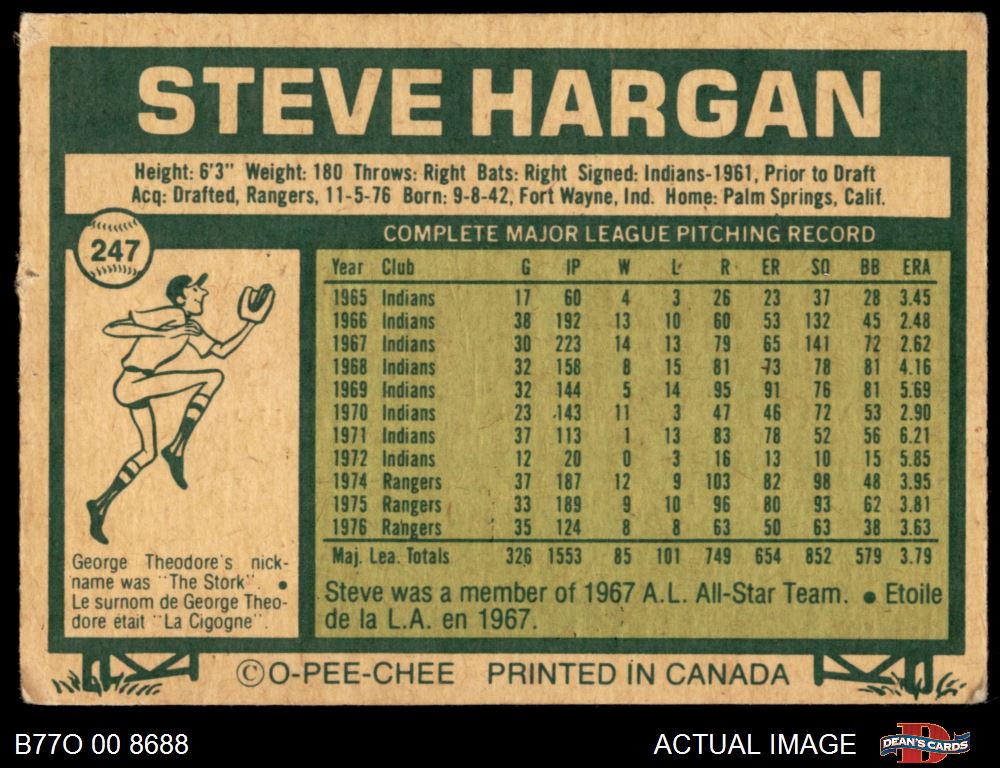 STEVE HARGAN
Height: 6'3" Weight: 180 Throws: Right Bats: Right Signed: Indians-1961, Prior to Draft
Acq: Drafted, Rangers, 11-5-76 Born: 9-8-42, Fort Wayne, Ind. Home: Palm Springs, Calif.
247
COMPLETE MAJOR LEAGUE PITCHING RECORD
Year Club G IP W L R ER SO BB ERA
1965 Indians 17 60 4 3 26 23 37 28 3.45
1966 Indians 38 192 13 10 60 53 132 45 2.48
1967 Indians 30 223 14 13 79 65 141 72 2.62
1968 Indians 32 158 8 15 81 73 78 81 4.16
1969 Indians 32 144 5 14 95 91 76 81 5.69
1970 Indians 23 143 11 3 47 46 72 53 2.90
1971 Indians 37 113 1 13 83 78 52 56 6.21
1972 Indians 12 20 0 3 16 13 10 15 5.85
1974 Rangers 37 187 12 9 103 82 98 48 3.95
1975 Rangers 33 189 9 10 96 80 93 62 3.81
1976 Rangers 35 124 8 8 63 50 63 38 3.63
Maj. Lea. Totals 326 1553 85 101 749 654 852 579 3.79
George Theodore's nick-
name was "The Stork". ●
Le surnom de George Theo-
dore était "La Cigogne".
Steve was a member of 1967 A.L. All-Star Team. ● Etoile
de la L.A. en 1967.
©O-PEE-CHEE PRINTED IN CANADA
B77O 00 8688
ACTUAL IMAGE
DEAN'S CARDS